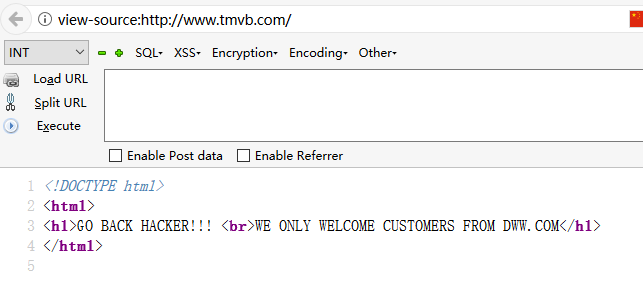 view-source:http://www.tmvb.com/
INT SQL XSS Encryption Encoding Other
Load URL
Split URL
Execute
Enable Post data Enable Referrer
1 <!DOCTYPE html>
2 <html>
3 <h1>GO BACK HACKER!!! <br>WE ONLY WELCOME CUSTOMERS FROM DWW.COM</h1>
4 </html>
5